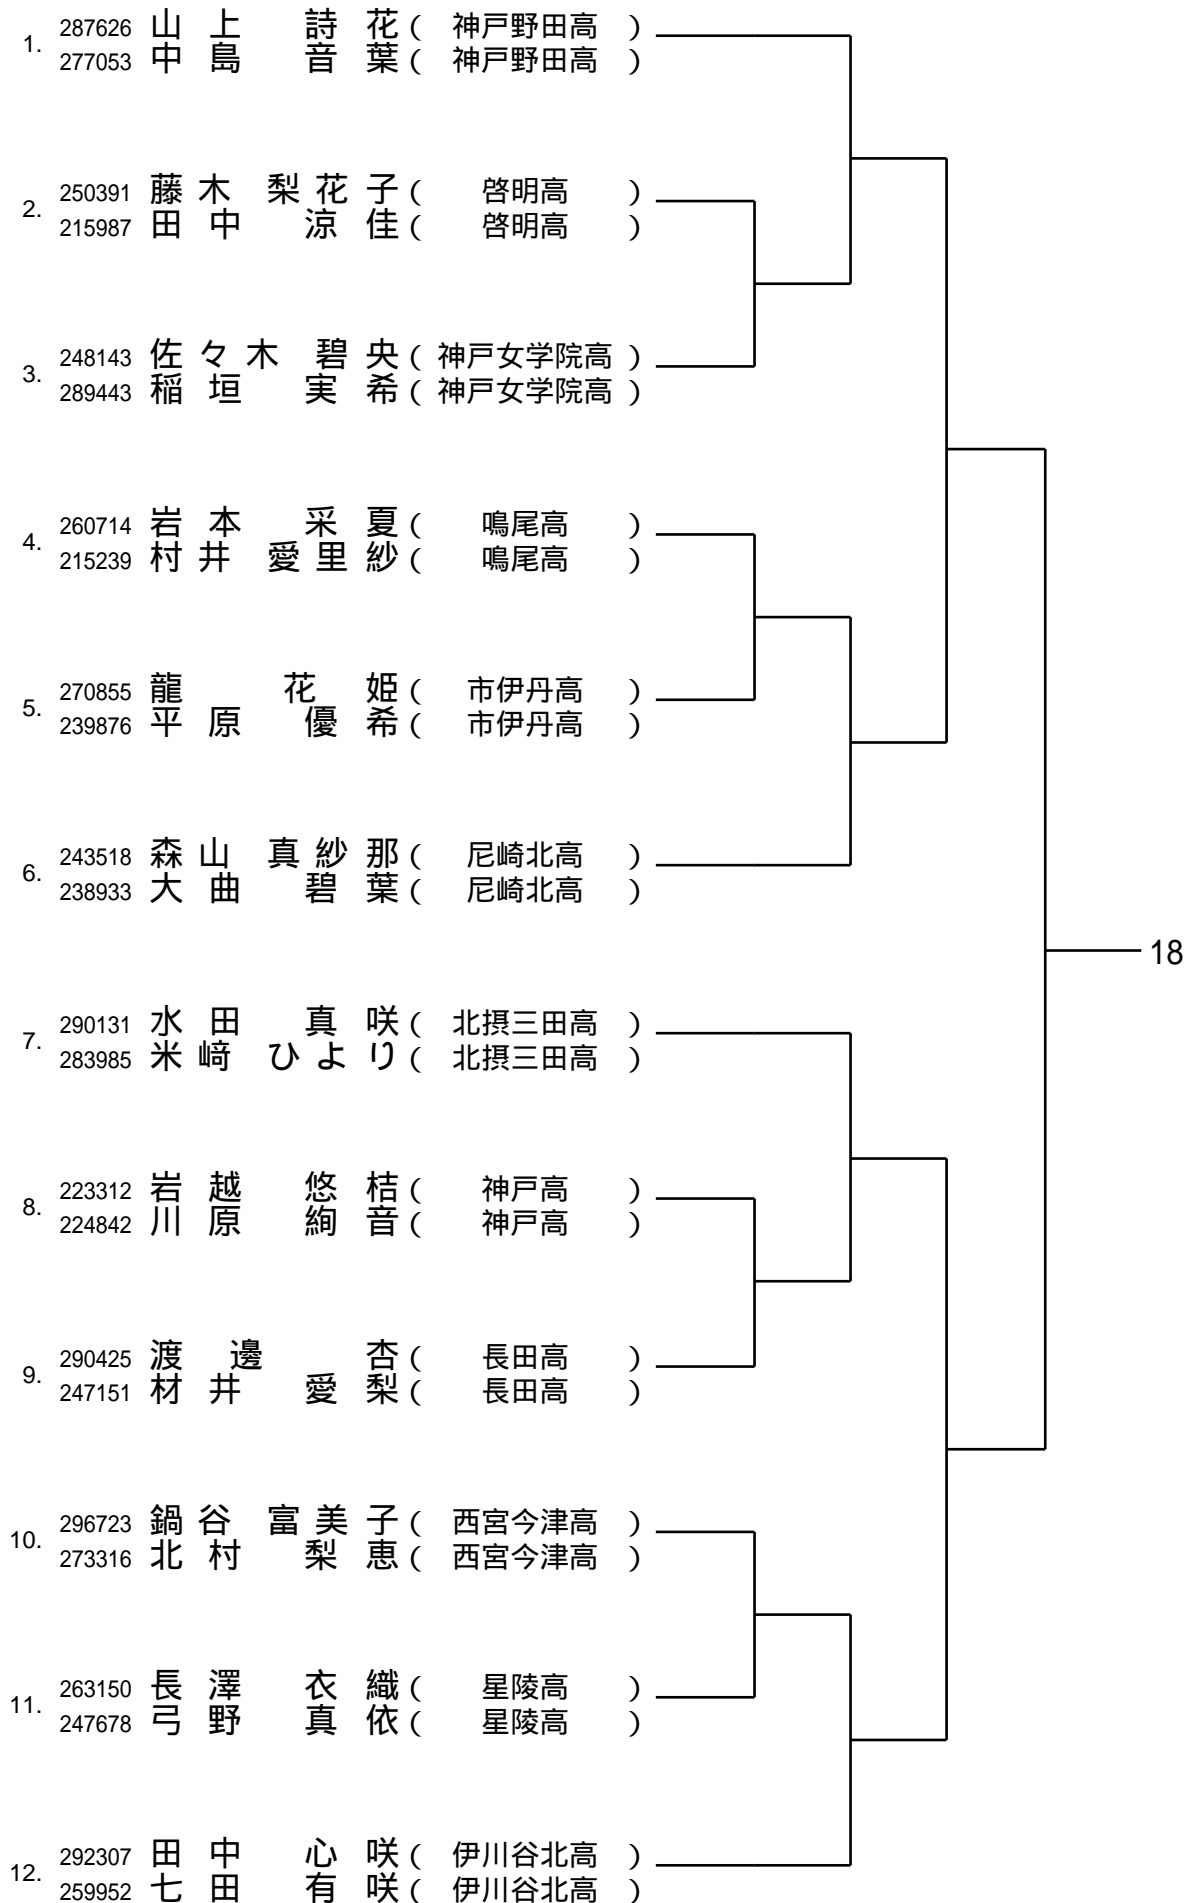 1. 287626 山上 詩花 ( 神戸野田高 )
277053 中島 音葉 ( 神戸野田高 )
2. 250391 藤木 梨花子 ( 啓明高 )
215987 田中 涼佳 ( 啓明高 )
3. 248143 佐々木 碧央 ( 神戸女学院高 )
289443 稲垣 実希 ( 神戸女学院高 )
4. 260714 岩本 采夏 ( 鳴尾高 )
215239 村井 愛里紗 ( 鳴尾高 )
5. 270855 龍 花姫 ( 市伊丹高 )
239876 平原 優希 ( 市伊丹高 )
6. 243518 森山 真紗那 ( 尼崎北高 )
238933 大曲 碧葉 ( 尼崎北高 )
18
7. 290131 水田 真咲 ( 北摂三田高 )
283985 米﨑 ひより ( 北摂三田高 )
8. 223312 岩越 悠桔 ( 神戸高 )
224842 川原 絢音 ( 神戸高 )
9. 290425 渡邊 杏 ( 長田高 )
247151 材井 愛梨 ( 長田高 )
10. 296723 鍋谷 富美子 ( 西宮今津高 )
273316 北村 梨恵 ( 西宮今津高 )
11. 263150 長澤 衣織 ( 星陵高 )
247678 弓野 真依 ( 星陵高 )
12. 292307 田中 心咲 ( 伊川谷北高 )
259952 七田 有咲 ( 伊川谷北高 )